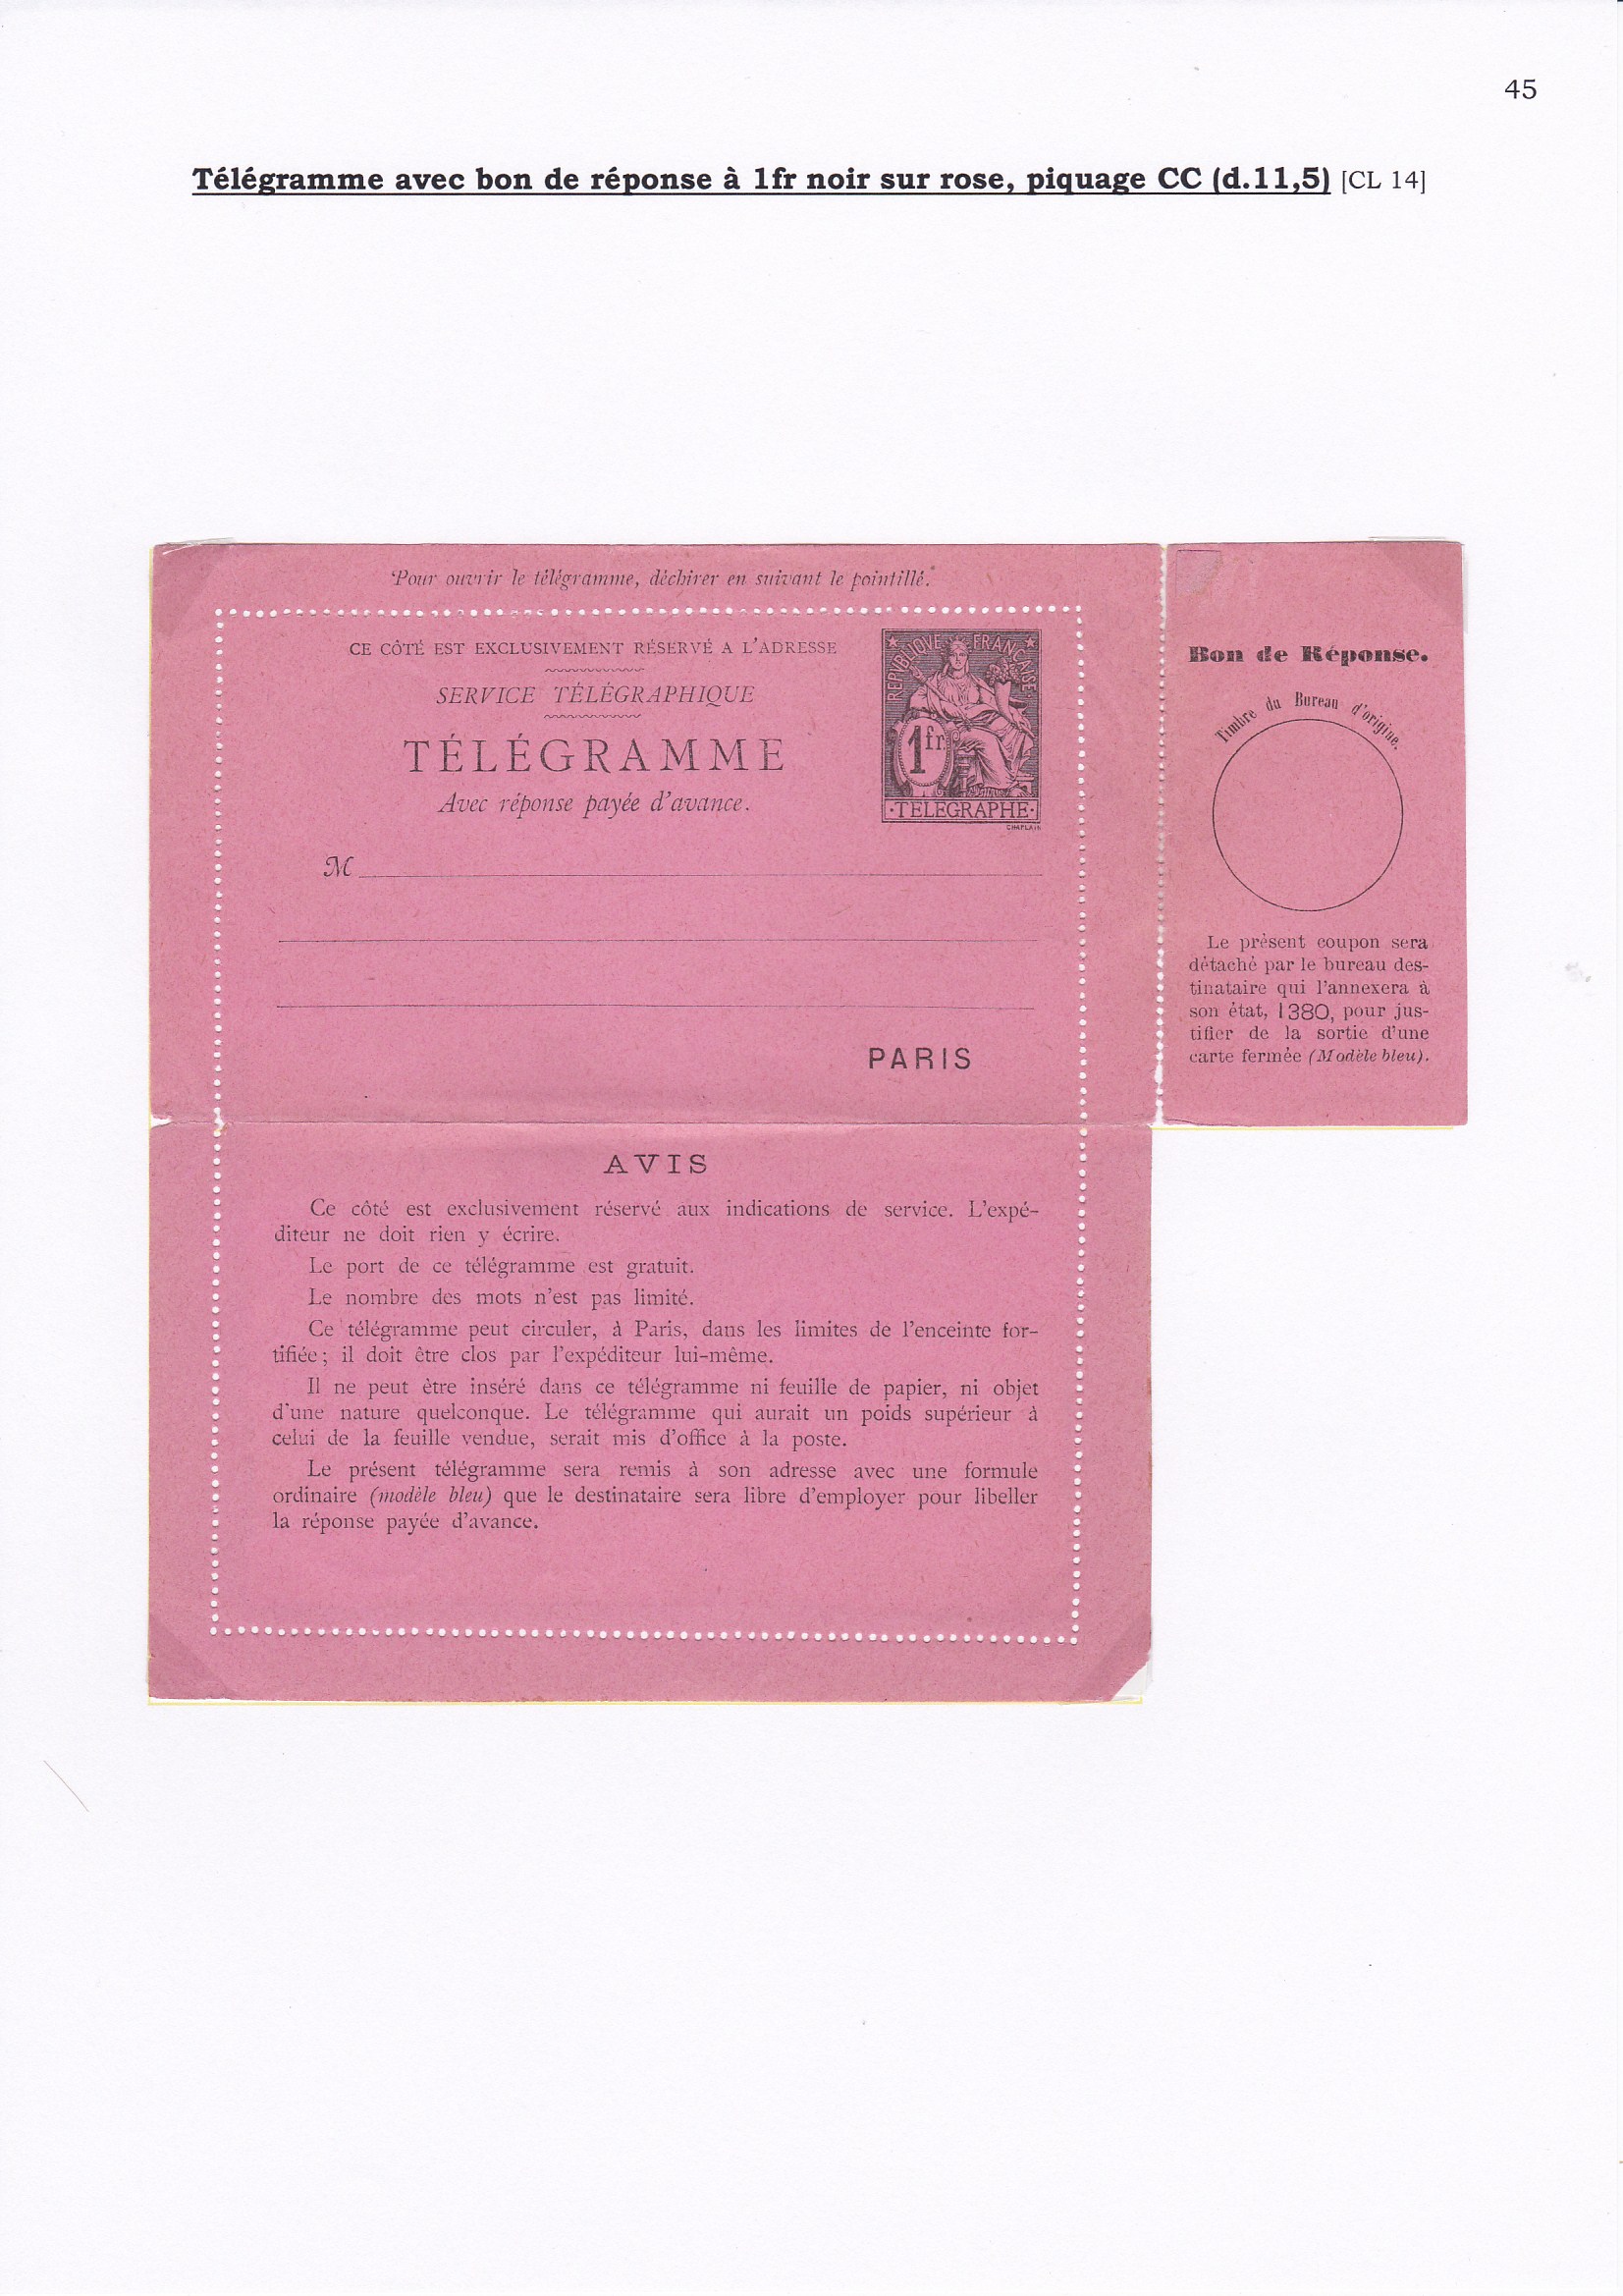 45
Télégramme avec bon de réponse à 1fr noir sur rose, piquage CC (d.11,5) [CL 14]
Pour ouvrir le télégramme, déchirer en suivant le pointillé.
CE CÔTÉ EST EXCLUSIVEMENT RÉSERVÉ A L'ADRESSE
SERVICE TÉLÉGRAPHIQUE
TÉLÉGRAMME
Avec réponse payée d'avance.
REPVBLIQVE FRANCAISE
1fr
·TELEGRAPHE·
CHAPLAIN
M
PARIS
Bon de Réponse.
Timbre du Bureau d'origine.
Le présent coupon sera
détaché par le bureau des-
tinataire qui l'annexera à
son état, 1380, pour jus-
tifier de la sortie d'une
carte fermée (Modèle bleu).
AVIS
Ce côté est exclusivement réservé aux indications de service. L'expé-
diteur ne doit rien y écrire.
Le port de ce télégramme est gratuit.
Le nombre des mots n'est pas limité.
Ce télégramme peut circuler, à Paris, dans les limites de l'enceinte for-
tifiée; il doit être clos par l'expéditeur lui-même.
Il ne peut être inséré dans ce télégramme ni feuille de papier, ni objet
d'une nature quelconque. Le télégramme qui aurait un poids supérieur à
celui de la feuille vendue, serait mis d'office à la poste.
Le présent télégramme sera remis à son adresse avec une formule
ordinaire (modèle bleu) que le destinataire sera libre d'employer pour libeller
la réponse payée d'avance.